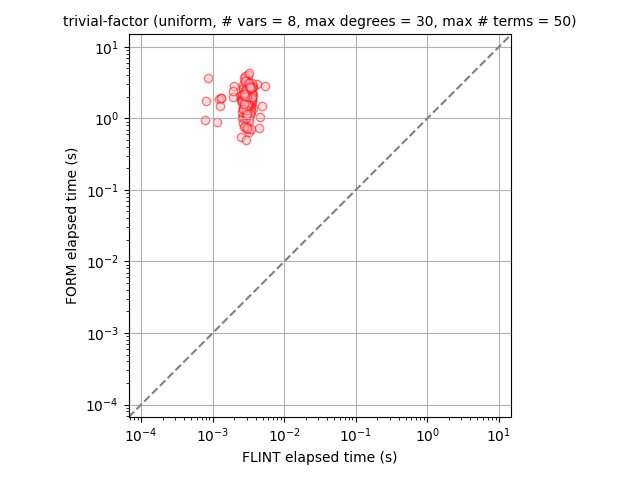 trivial-factor (uniform, # vars = 8, max degrees = 30, max # terms = 50)
FORM elapsed time (s)
10¹
10⁰
10⁻¹
10⁻²
10⁻³
10⁻⁴
10⁻⁴ 10⁻³ 10⁻² 10⁻¹ 10⁰ 10¹
FLINT elapsed time (s)